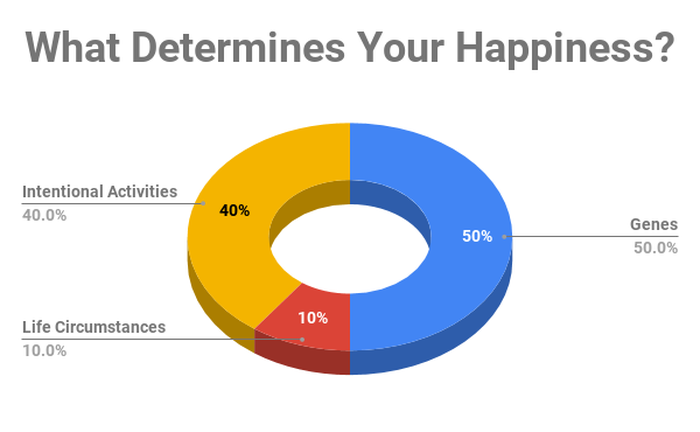 What Determines Your Happiness?
Intentional Activities
40.0%
40%
50%
Genes
50.0%
Life Circumstances
10.0%
10%